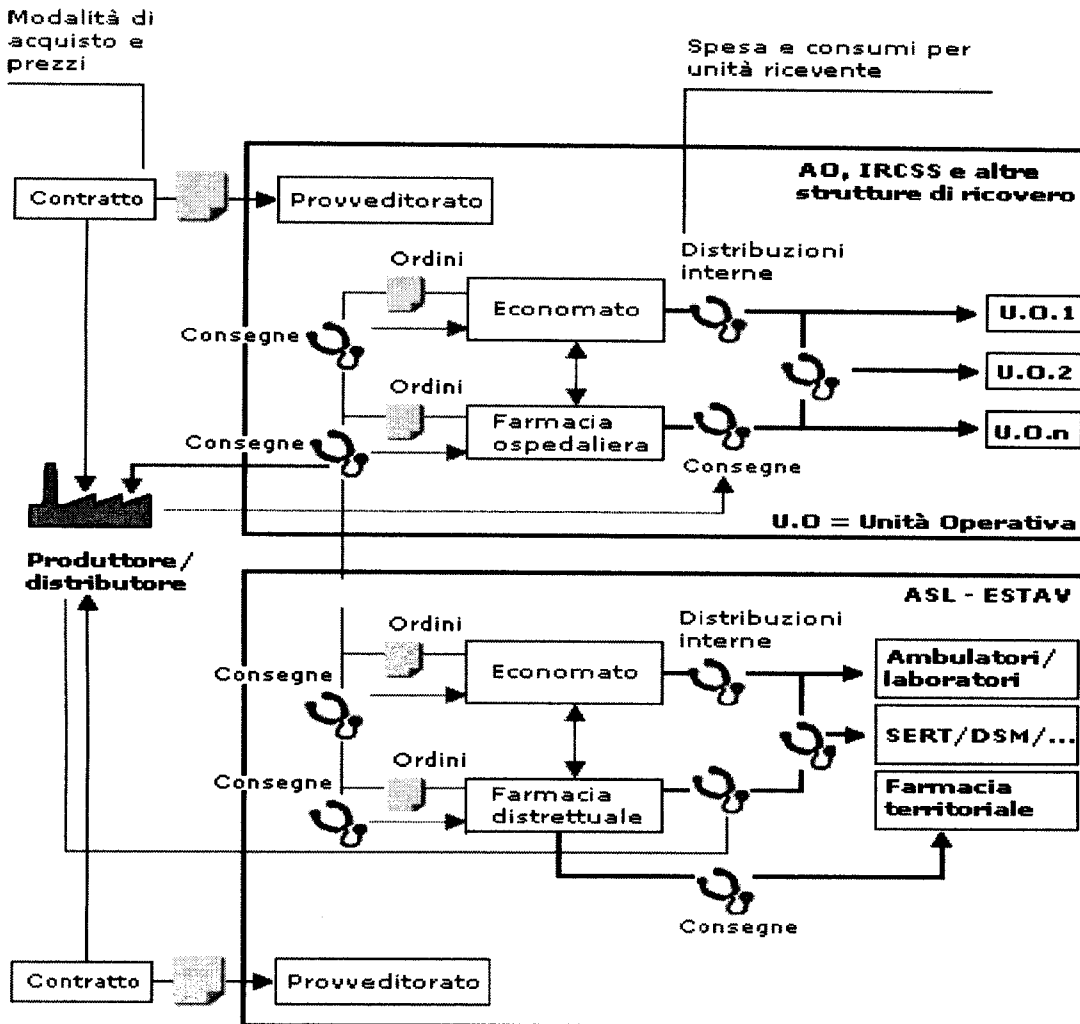 Modalità di
acquisto e
prezzi
Spesa e consumi per
unità ricevente
AO, IRCSS e altre
strutture di ricovero
Contratto
Provveditorato
Ordini
Distribuzioni
interne
Economato
Consegne
U.O.1
U.O.2
Ordini
Farmacia
ospedaliera
Consegne
U.O.n
Consegne
U.O = Unità Operativa
Produttore/
distributore
ASL - ESTAV
Ordini
Distribuzioni
interne
Economato
Ambulatori/
laboratori
Consegne
SERT/DSM/...
Ordini
Consegne
Farmacia
distrettuale
Farmacia
territoriale
Consegne
Contratto
Provveditorato